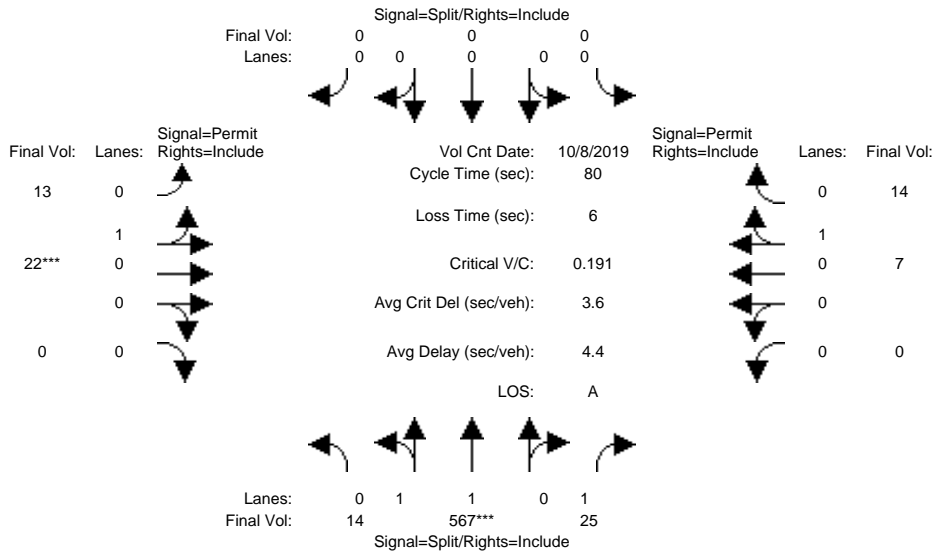 Signal=Split/Rights=Include
Final Vol: 0 0 0
Lanes: 0 0 0 0 0
Signal=Permit Signal=Permit
Final Vol: Lanes: Rights=Include Vol Cnt Date: 10/8/2019 Rights=Include Lanes: Final Vol:
Cycle Time (sec): 80
13 0 0 14
Loss Time (sec): 6
1 1
22*** 0 Critical V/C: 0.191 0 7
0 Avg Crit Del (sec/veh): 3.6 0
0 0 Avg Delay (sec/veh): 4.4 0 0
LOS: A
Lanes: 0 1 1 0 1
Final Vol: 14 567*** 25
Signal=Split/Rights=Include